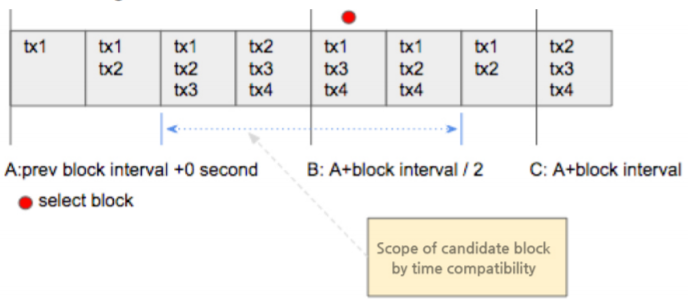 tx1 tx1 tx1 tx2 tx1 tx1 tx1 tx2
tx2 tx2 tx3 tx3 tx2 tx2 tx3
tx3 tx4 tx4 tx4 tx4
A:prev block interval +0 second B: A+block interval / 2 C: A+block interval
select block
Scope of candidate block
by time compatibility